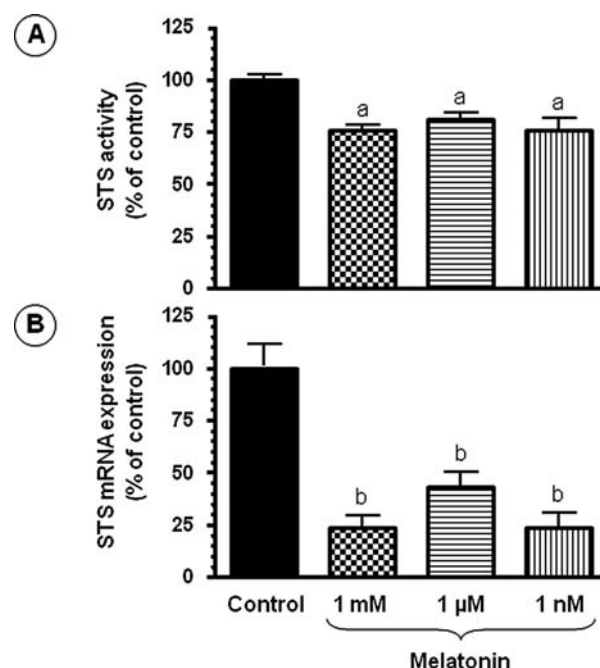 A
STS activity
(% of control)
125
100
75
50
25
0
a
a
a
B
STS mRNA expression
(% of control)
125
100
75
50
25
0
b
b
b
Control
1 mM
1 µM
1 nM
Melatonin